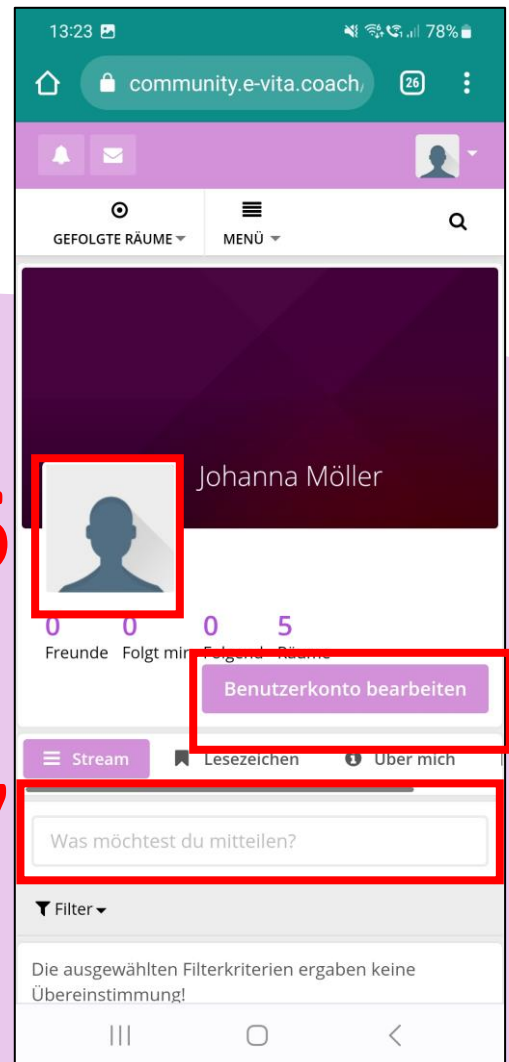 13:23 78%
community.e-vita.coach/ 26
GEFOLGTE RÄUME MENÜ
Johanna Möller
0 0 0 5
Freunde Folgt mir Folgend Räume
Benutzerkonto bearbeiten
Stream Lesezeichen Über mich
Was möchtest du mitteilen?
Filter
Die ausgewählten Filterkriterien ergaben keine
Übereinstimmung!